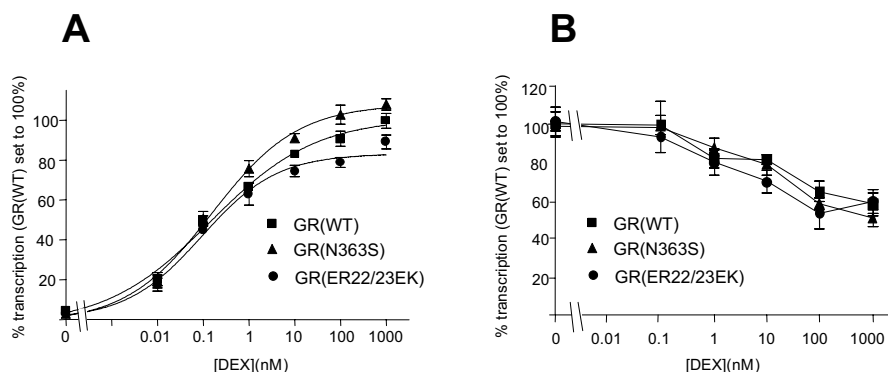 A
% transcription (GR(WT) set to 100%)
100
80
60
40
20
GR(WT)
GR(N363S)
GR(ER22/23EK)
0
0.01
0.1
1
10
100
1000
[DEX](nM)
B
% transcription (GR(WT) set to 100%)
120
100
80
60
40
20
GR(WT)
GR(N363S)
GR(ER22/23EK)
0
0.01
0.1
1
10
100
1000
[DEX](nM)